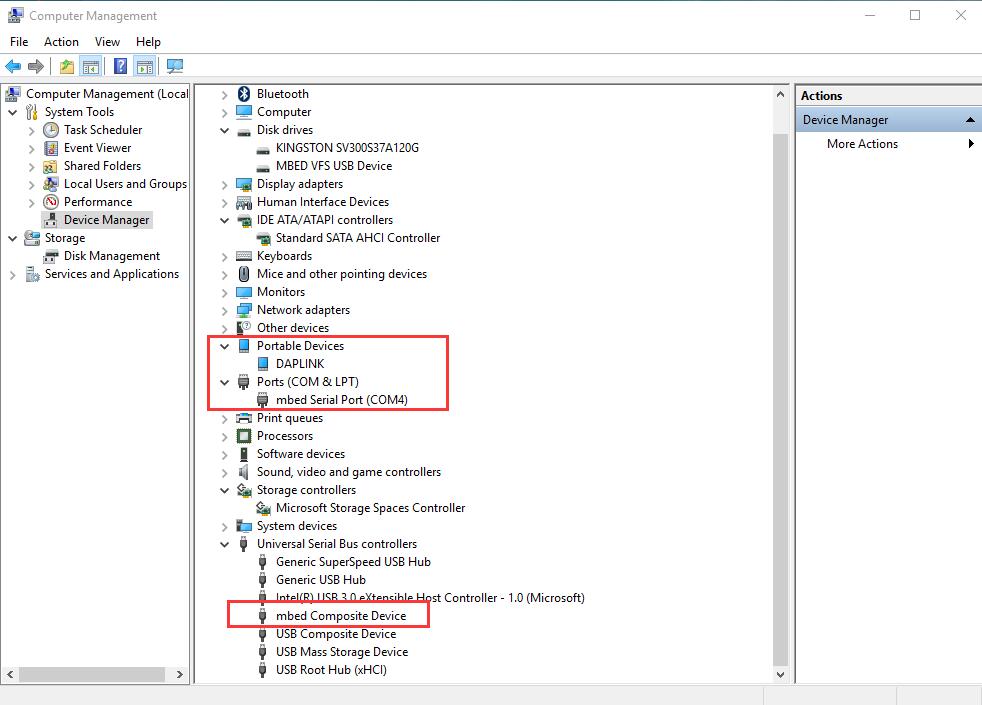 Computer Management
File Action View Help
Computer Management (Local
System Tools
Task Scheduler
Event Viewer
Shared Folders
Local Users and Groups
Performance
Device Manager
Storage
Disk Management
Services and Applications
Bluetooth
Computer
Disk drives
KINGSTON SV300S37A120G
MBED VFS USB Device
Display adapters
Human Interface Devices
IDE ATA/ATAPI controllers
Standard SATA AHCI Controller
Keyboards
Mice and other pointing devices
Monitors
Network adapters
Other devices
Portable Devices
DAPLINK
Ports (COM & LPT)
mbed Serial Port (COM4)
Print queues
Processors
Software devices
Sound, video and game controllers
Storage controllers
Microsoft Storage Spaces Controller
System devices
Universal Serial Bus controllers
Generic SuperSpeed USB Hub
Generic USB Hub
Intel(R) USB 3.0 eXtensible Host Controller - 1.0 (Microsoft)
mbed Composite Device
USB Composite Device
USB Mass Storage Device
USB Root Hub (xHCI)
Actions
Device Manager
More Actions